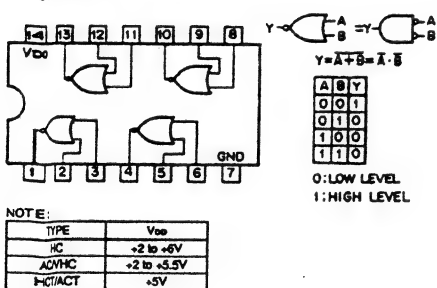 14 13 12 11 10 9 8
VDD
GND
1 2 3 4 5 6 7
Y A B =Y A B
Y=A+B=A·B
A B Y
0 0 1
0 1 0
1 0 0
1 1 0
0:LOW LEVEL
1:HIGH LEVEL
NOTE:
TYPE VDD
HC +2 to +6V
AC/VHC +2 to +5.5V
HCT/ACT +5V